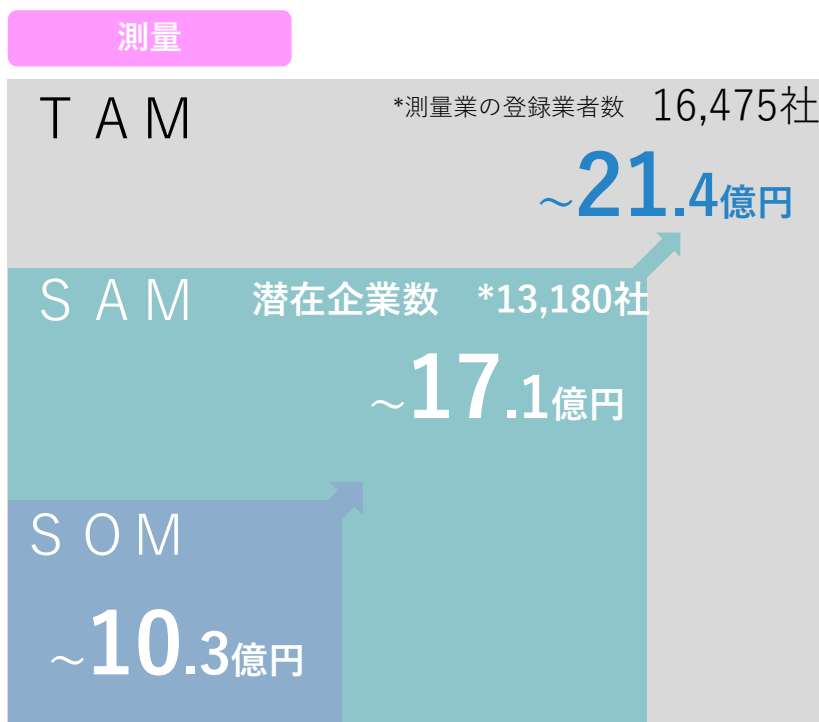 測量
ＴＡＭ
*測量業の登録業者数 16,475社
～21.4億円
ＳＡＭ
潜在企業数 *13,180社
～17.1億円
ＳＯＭ
～10.3億円